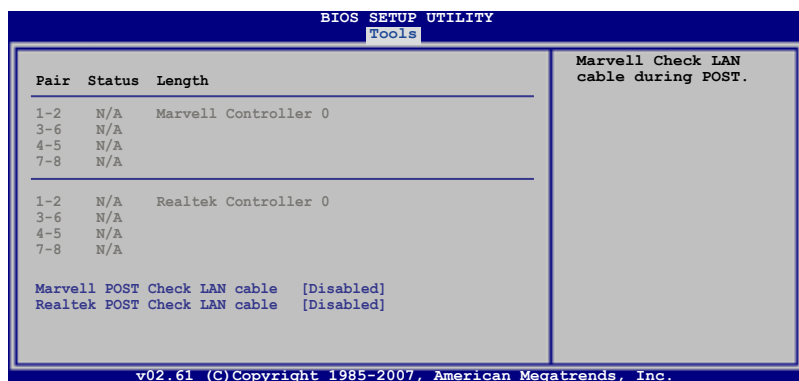 BIOS SETUP UTILITY
Tools
Pair Status Length
1-2 N/A Marvell Controller 0
3-6 N/A
4-5 N/A
7-8 N/A
1-2 N/A Realtek Controller 0
3-6 N/A
4-5 N/A
7-8 N/A
Marvell POST Check LAN cable [Disabled]
Realtek POST Check LAN cable [Disabled]
Marvell Check LAN
cable during POST.
v02.61 (C)Copyright 1985-2007, American Megatrends, Inc.